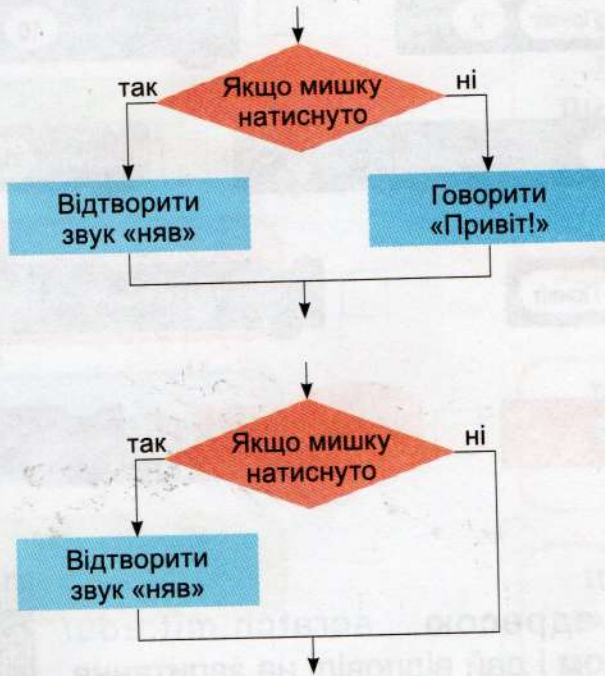 Якщо мишку
натиснуто
так
ні
Відтворити
звук «няв»
Говорити
«Привіт!»
Якщо мишку
натиснуто
так
ні
Відтворити
звук «няв»